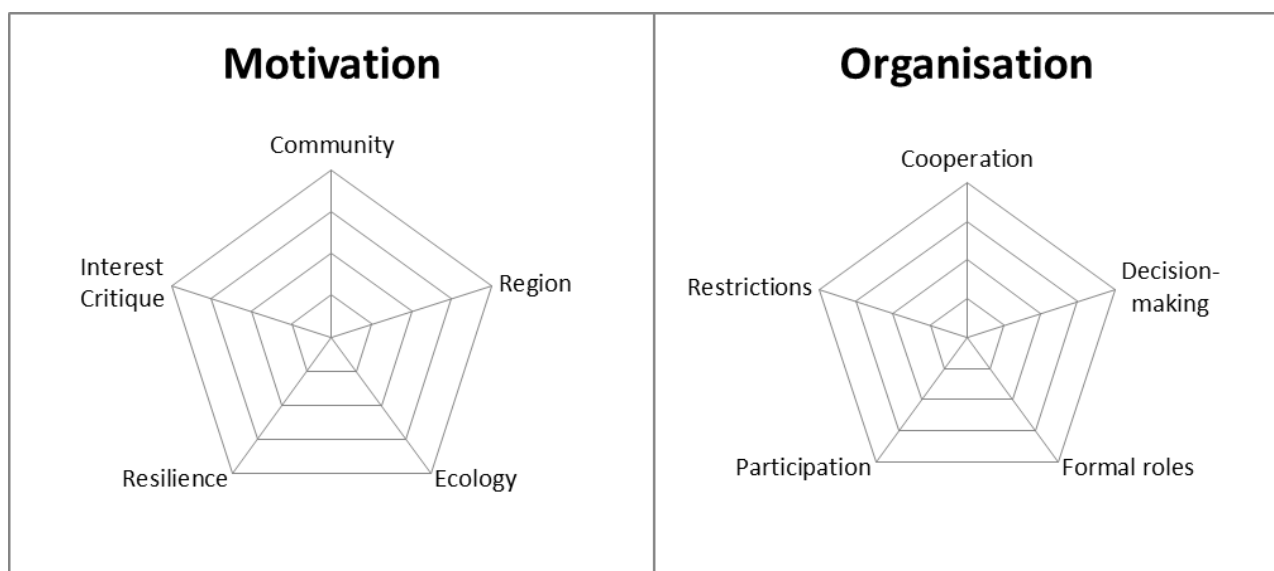 Motivation
Community
Interest
Critique
Region
Resilience
Ecology
Organisation
Cooperation
Restrictions
Decision-
making
Participation
Formal roles